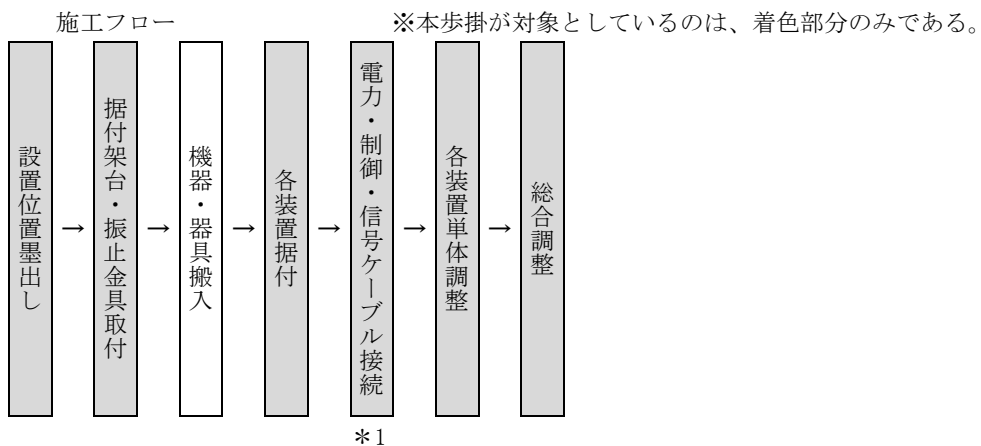 施工フロー
※本歩掛が対象としているのは、着色部分のみである。
設置位置墨出し
→
据付架台・振止金具取付
→
機器・器具搬入
→
各装置据付
→
電力・制御・信号ケーブル接続
→
各装置単体調整
→
総合調整
＊1